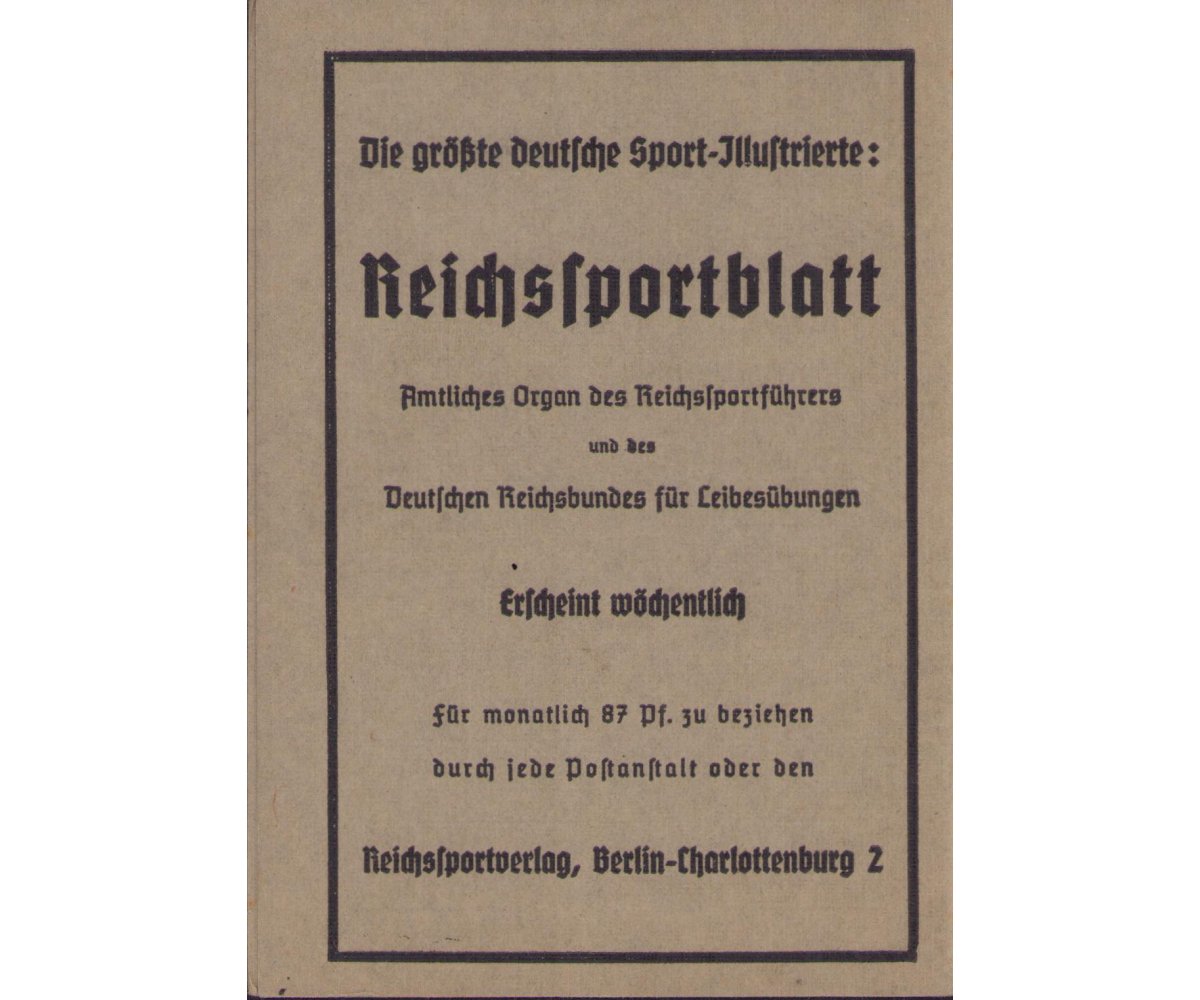 Die größte deutſche Sport-Illuſtrierte:
Reichsſportblatt
Amtliches Organ des Reichsſportführers
und des
Deutſchen Reichsbundes für Leibesübungen
Erſcheint wöchentlich
Für monatlich 87 Pf. zu beziehen
durch jede Poſtanſtalt oder den
Reichsſportverlag, Berlin-Charlottenburg 2